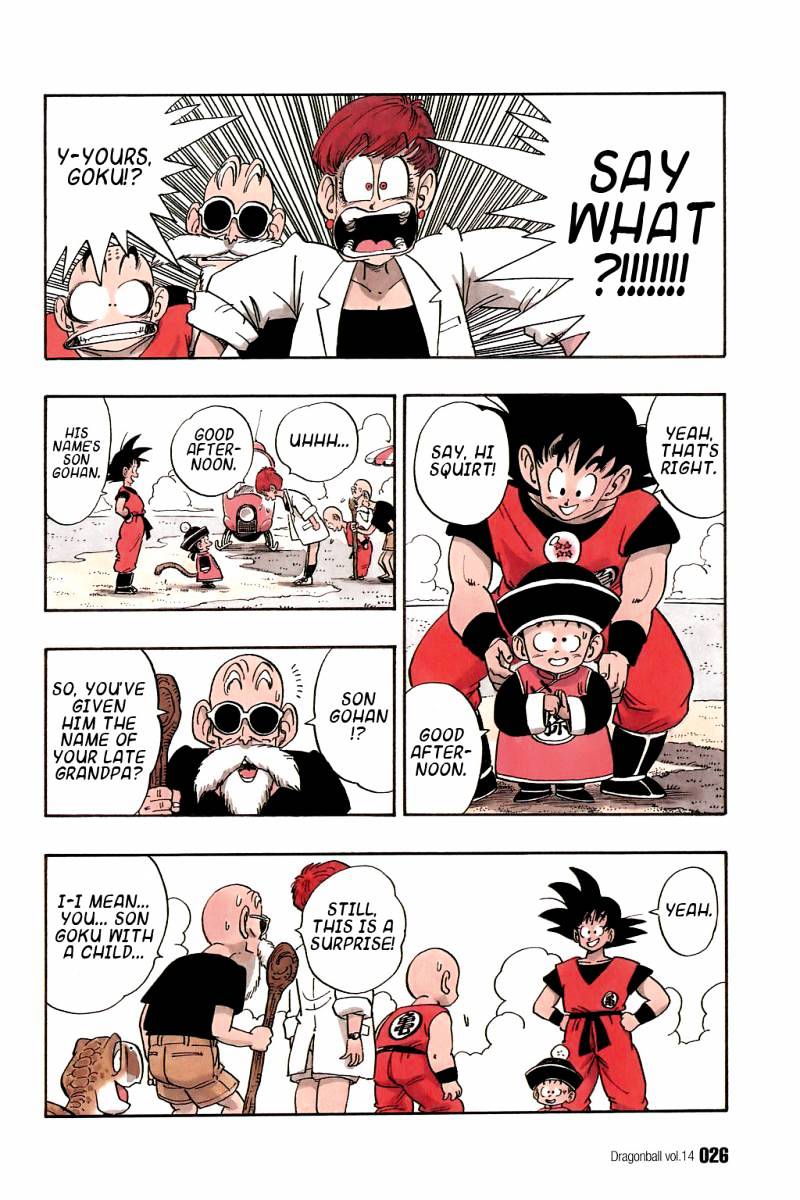 SAY
WHAT
?!!!!!!!
Y-YOURS,
GOKU!?
YEAH,
THAT'S
RIGHT.
SAY, HI
SQUIRT!
GOOD
AFTER-
NOON.
UHHH...
GOOD
AFTER-
NOON.
HIS
NAME'S
SON
GOHAN.
SON
GOHAN
!?
SO, YOU'VE
GIVEN
HIM THE
NAME OF
YOUR LATE
GRANDPA?
YEAH.
STILL,
THIS IS A
SURPRISE!
亀
亀
I-I MEAN...
YOU... SON
GOKU WITH
A CHILD...
Dragonball vol.14 026